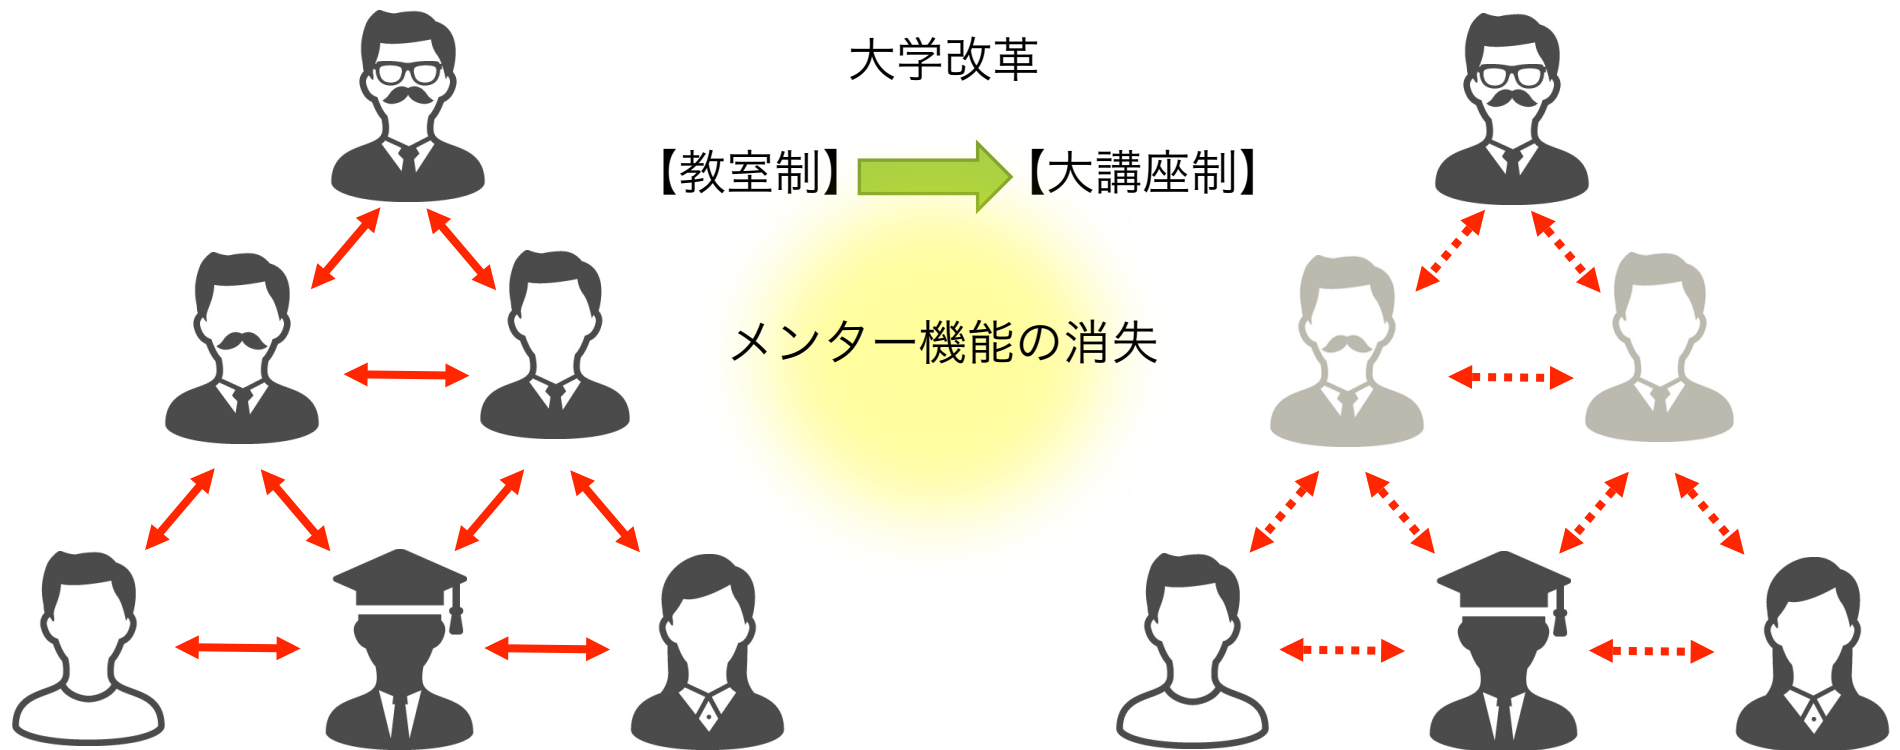 大学改革
【教室制】
【大講座制】
メンター機能の消失